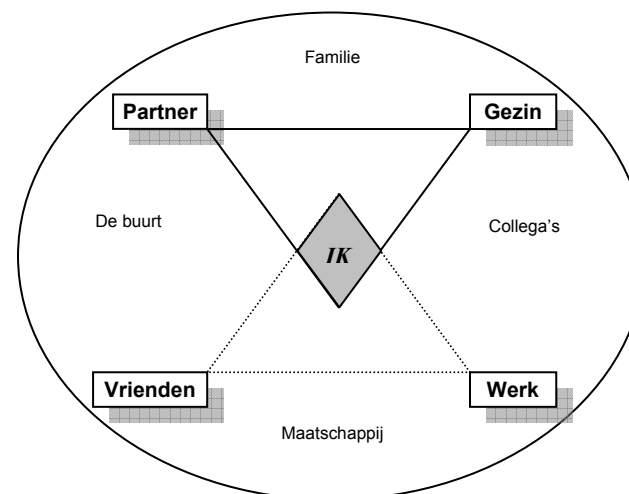 Familie
Partner
Gezin
De buurt
Collega's
IK
Vrienden
Werk
Maatschappij